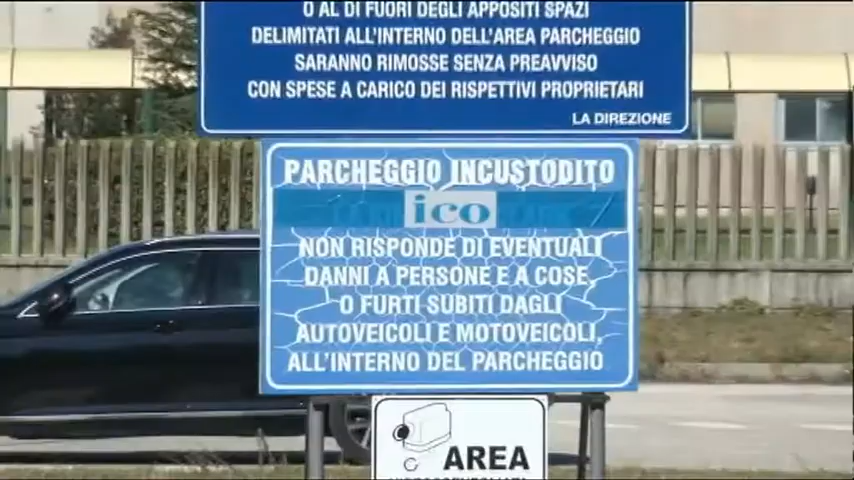 O AL DI FUORI DEGLI APPOSITI SPAZI
DELIMITATI ALL'INTERNO DELL'AREA PARCHEGGIO
SARANNO RIMOSSE SENZA PREAVVISO
CON SPESE A CARICO DEI RISPETTIVI PROPRIETARI
LA DIREZIONE
PARCHEGGIO INCUSTODITO
ico
NON RISPONDE DI EVENTUALI
DANNI A PERSONE E A COSE
O FURTI SUBITI DAGLI
AUTOVEICOLI E MOTOVEICOLI,
ALL'INTERNO DEL PARCHEGGIO
AREA